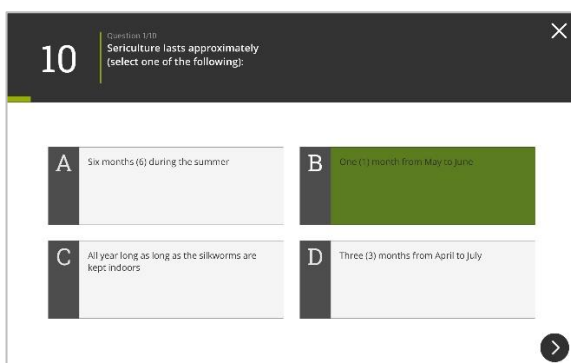 10
Question 1/10
Sericulture lasts approximately
(select one of the following):
A
Six months (6) during the summer
B
One (1) month from May to June
C
All year long as long as the silkworms are
kept indoors
D
Three (3) months from April to July